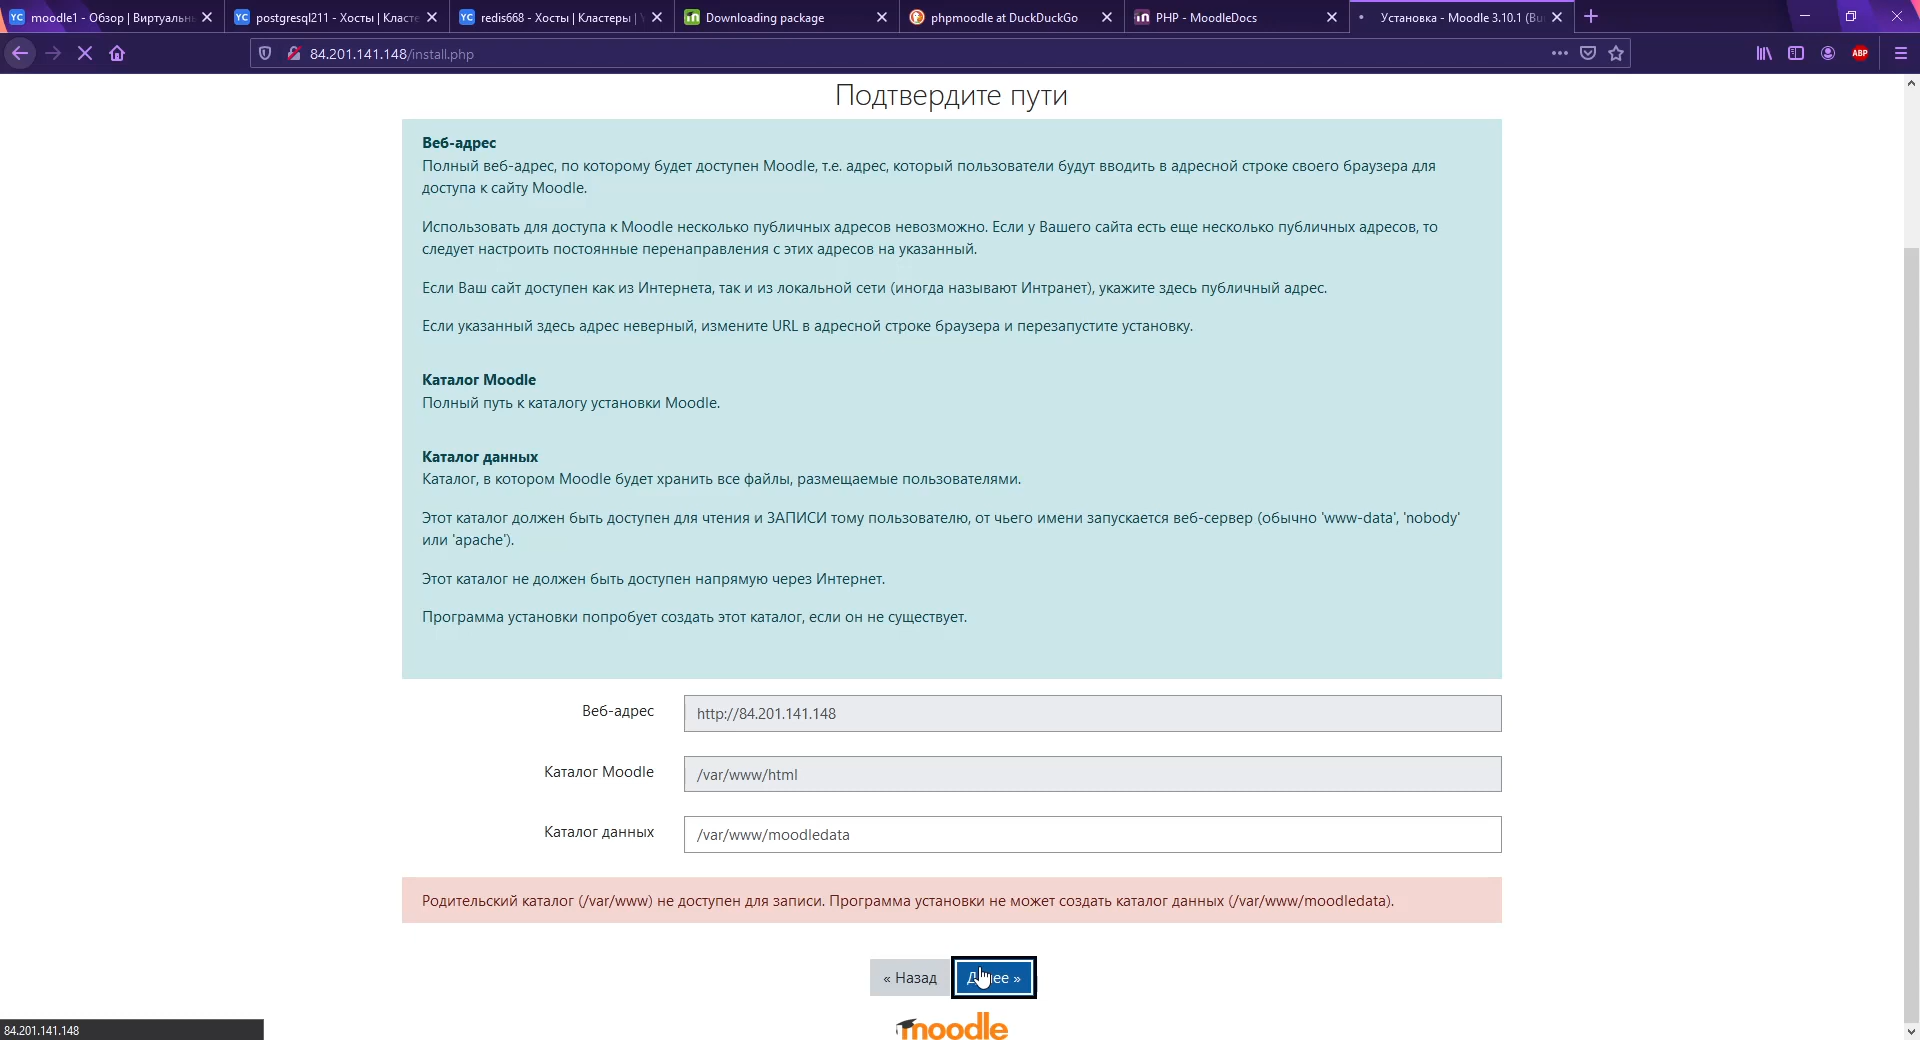 moodle1 - Обзор | Виртуальн
postgresql211 - Хосты | Класте
redis668 - Хосты | Кластеры |
Downloading package
phpmoodle at DuckDuckGo
PHP - MoodleDocs
Установка - Moodle 3.10.1 (Bu
84.201.141.148/install.php
ABP
Подтвердите пути
Веб-адрес
Полный веб-адрес, по которому будет доступен Moodle, т.е. адрес, который пользователи будут вводить в адресной строке своего браузера для
доступа к сайту Moodle.
Использовать для доступа к Moodle несколько публичных адресов невозможно. Если у Вашего сайта есть еще несколько публичных адресов, то
следует настроить постоянные перенаправления с этих адресов на указанный.
Если Ваш сайт доступен как из Интернета, так и из локальной сети (иногда называют Интранет), укажите здесь публичный адрес.
Если указанный здесь адрес неверный, измените URL в адресной строке браузера и перезапустите установку.
Каталог Moodle
Полный путь к каталогу установки Moodle.
Каталог данных
Каталог, в котором Moodle будет хранить все файлы, размещаемые пользователями.
Этот каталог должен быть доступен для чтения и ЗАПИСИ тому пользователю, от чьего имени запускается веб-сервер (обычно 'www-data', 'nobody'
или 'apache').
Этот каталог не должен быть доступен напрямую через Интернет.
Программа установки попробует создать этот каталог, если он не существует.
Веб-адрес
http://84.201.141.148
Каталог Moodle
/var/www/html
Каталог данных
/var/www/moodledata
Родительский каталог (/var/www) не доступен для записи. Программа установки не может создать каталог данных (/var/www/moodledata).
« Назад
»
moodle
84.201.141.148